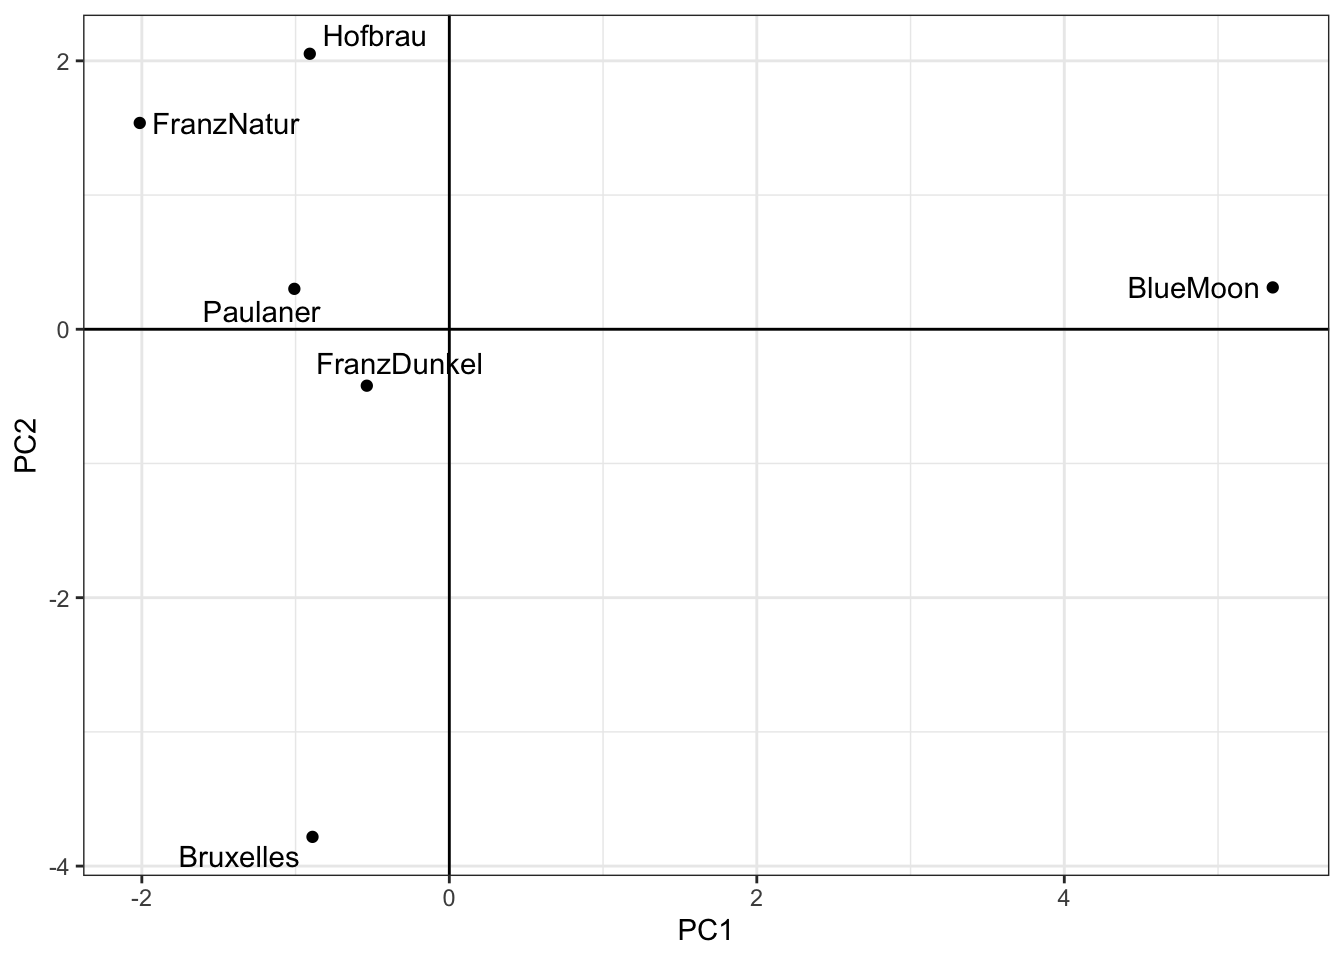 Hofbrau
2
FranzNatur
BlueMoon
Paulaner
0
FranzDunkel
PC2
-2
Bruxelles
-4
-2 0 2 4
PC1